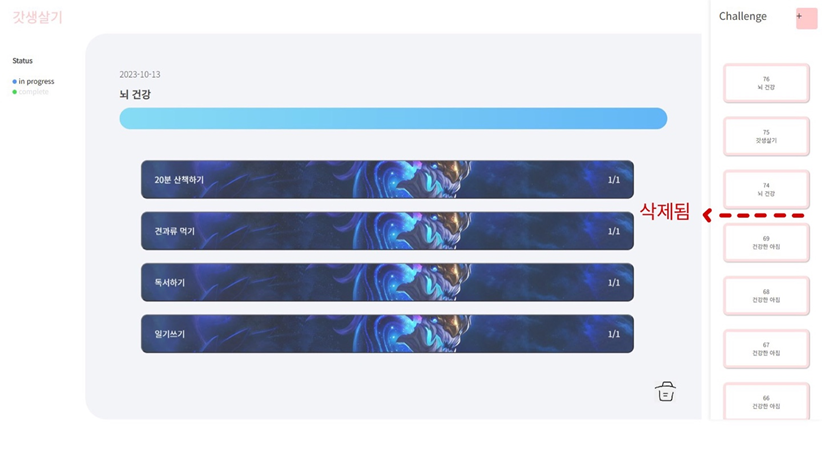 갓생살기
Challenge
+
Status
in progress
complete
2023-10-13
뇌 건강
20분 산책하기 1/1
견과류 먹기 1/1
독서하기 1/1
일기쓰기 1/1
삭제됨
76
뇌 건강
75
갓생살기
74
뇌 건강
69
건강한 아침
68
건강한 아침
67
건강한 아침
66
건강한 아침